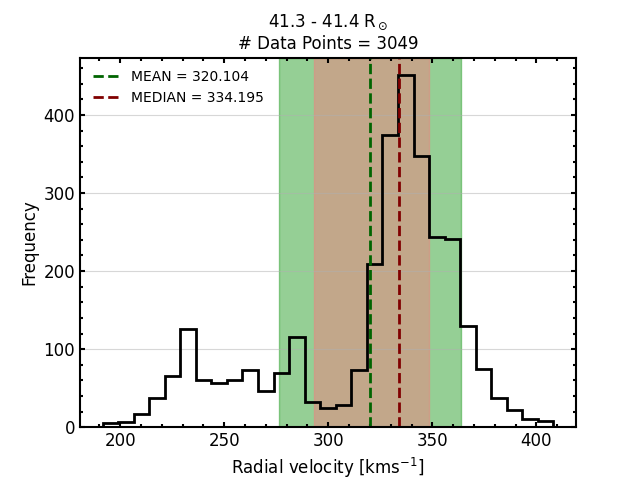 41.3 - 41.4 R⊙
# Data Points = 3049
MEAN = 320.104
MEDIAN = 334.195
Frequency
400
300
200
100
0
200 250 300 350 400
Radial velocity [kms⁻¹]